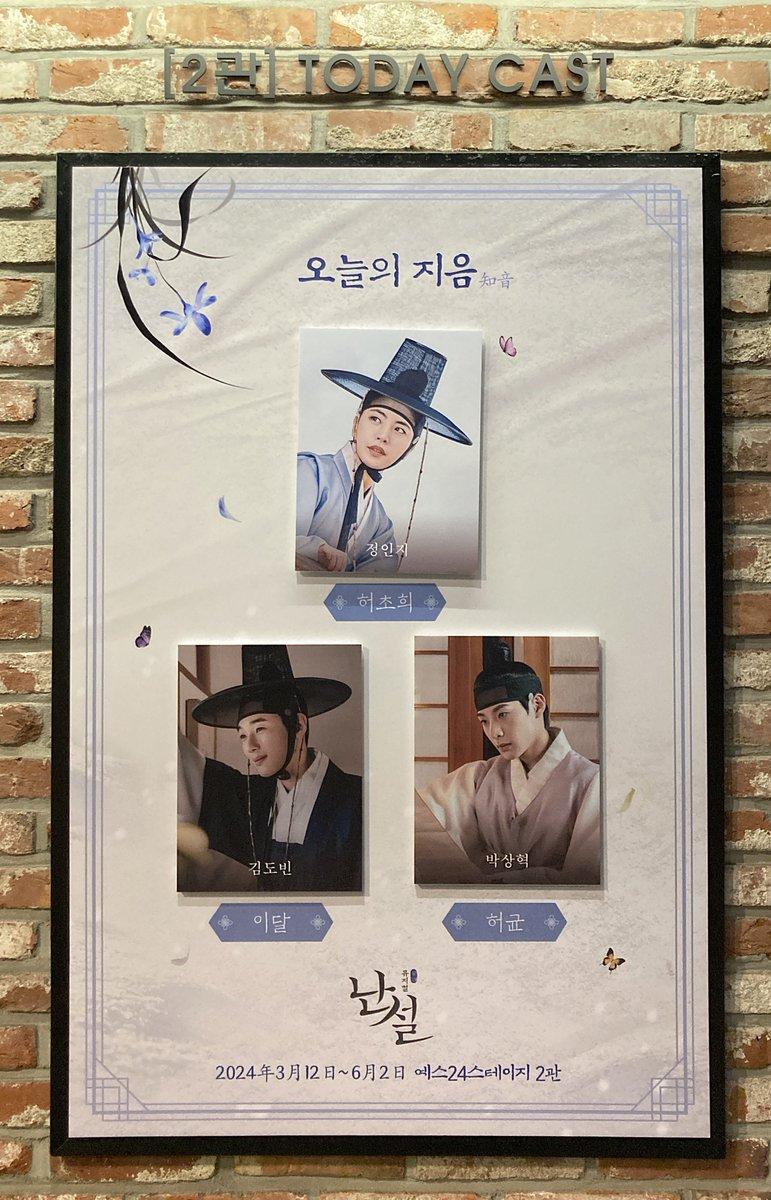 [2관] TODAY CAST
오늘의 지음 知音
정인지
허초희
김도빈
박상혁
이달
허균
뮤지컬
난설
2024年 3月 12日~6月 2日 예스24스테이지 2관